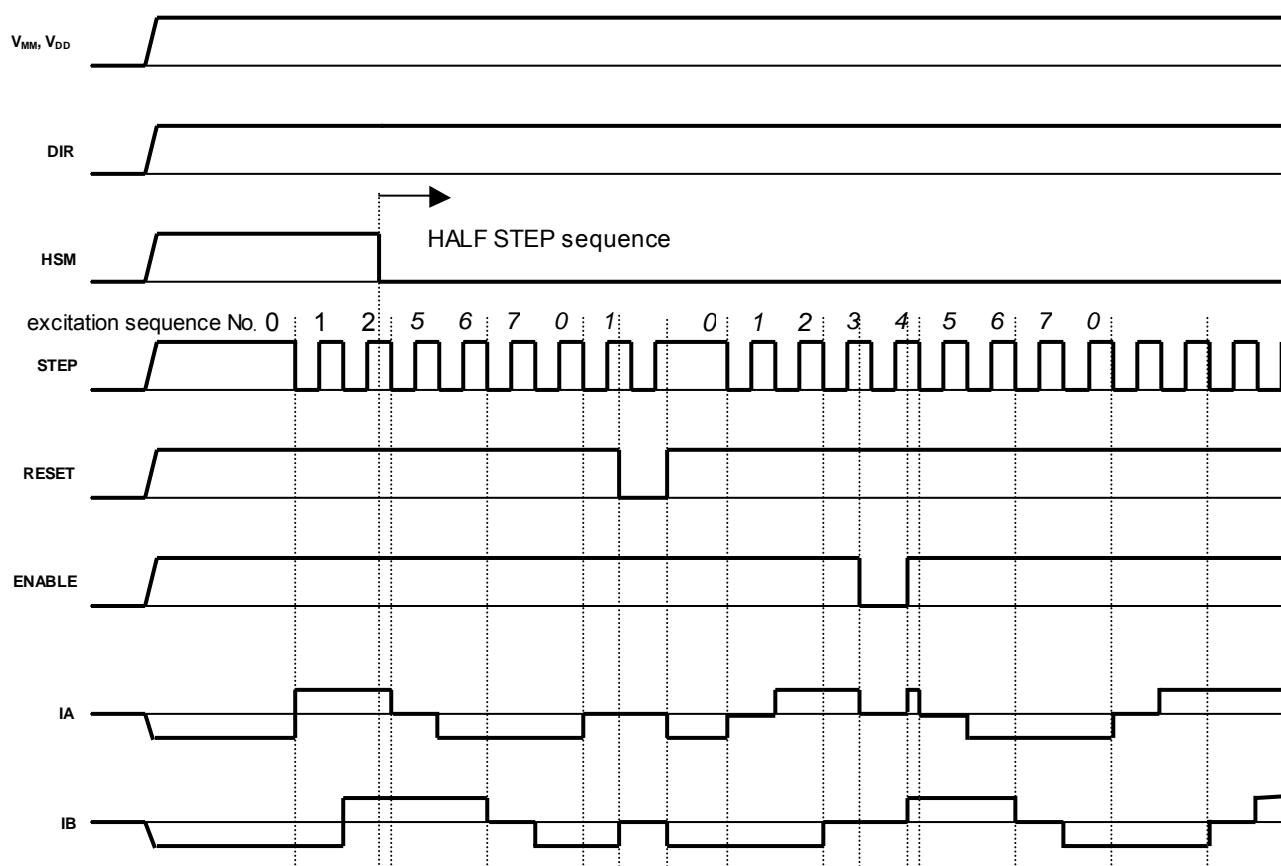 VMM, VDD
DIR
HALF STEP sequence
HSM
excitation sequence No. 0 1 2 5 6 7 0 1 0 1 2 3 4 5 6 7 0
STEP
RESET
ENABLE
IA
IB